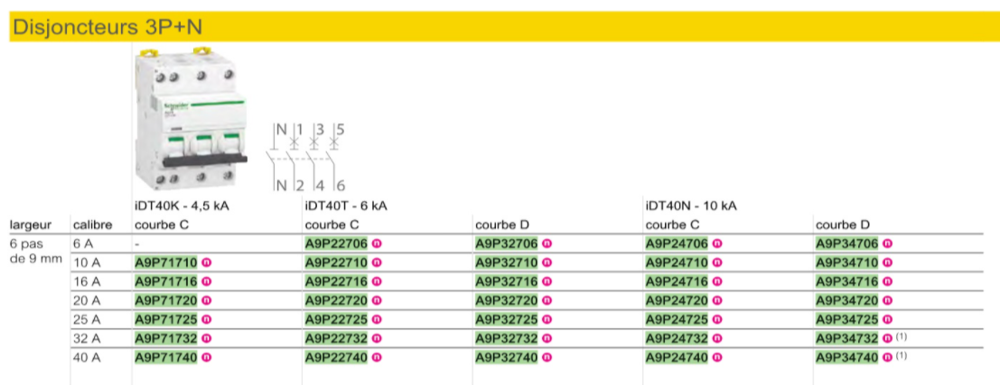 Disjoncteurs 3P+N
Schneider
N 1 3 5
N 2 4 6
iDT40K - 4,5 kA iDT40T - 6 kA iDT40N - 10 kA
largeur calibre courbe C courbe C courbe D courbe C courbe D
6 pas 6 A - A9P22706 n A9P32706 n A9P24706 n A9P34706 n
de 9 mm 10 A A9P71710 n A9P22710 n A9P32710 n A9P24710 n A9P34710 n
16 A A9P71716 n A9P22716 n A9P32716 n A9P24716 n A9P34716 n
20 A A9P71720 n A9P22720 n A9P32720 n A9P24720 n A9P34720 n
25 A A9P71725 n A9P22725 n A9P32725 n A9P24725 n A9P34725 n
32 A A9P71732 n A9P22732 n A9P32732 n A9P24732 n A9P34732 n (1)
40 A A9P71740 n A9P22740 n A9P32740 n A9P24740 n A9P34740 n (1)